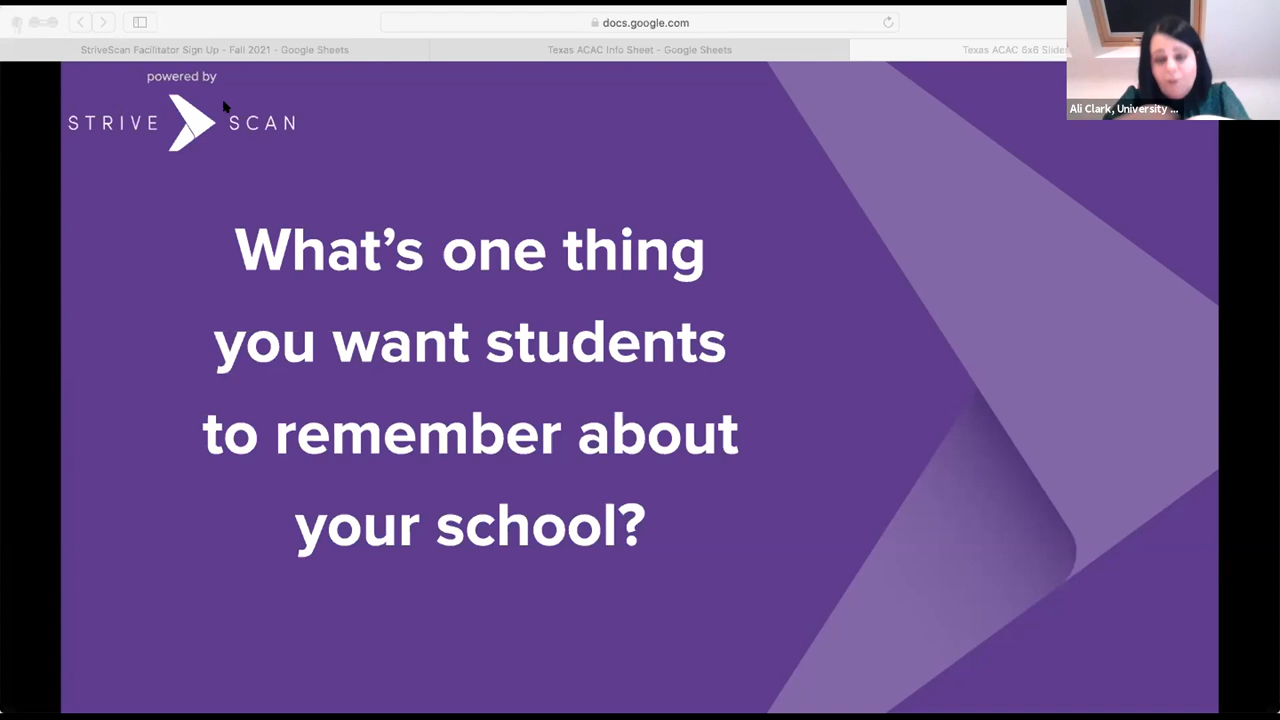 docs.google.com
StriveScan Facilitator Sign Up - Fall 2021 - Google Sheets
Texas ACAC Info Sheet - Google Sheets
Texas ACAC 6x6 Slides
Ali Clark, University ...
powered by
STRIVE SCAN
What's one thing
you want students
to remember about
your school?